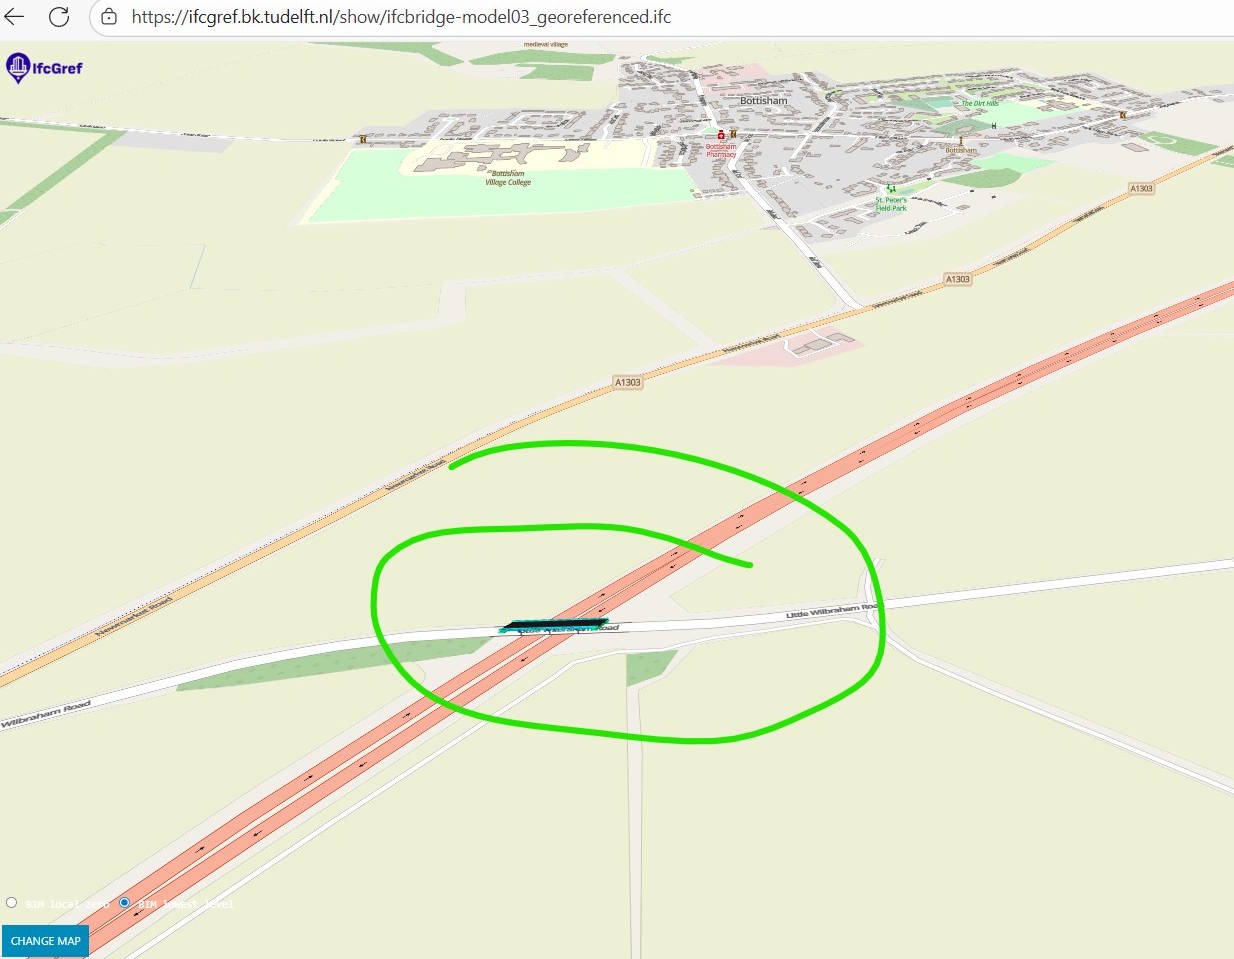 https://ifcgref.bk.tudelft.nl/show/ifcbridge-model03_georeferenced.ifc
IfcGref
medieval village
Bottisham
The Dirt Hills
Bottisham
Pharmacy
Bottisham
Bottisham
Village College
A1303
St. Peter's
Field Park
A1303
A1303
Newmarket Road
Newmarket Road
Little Wilbraham Road
Wilbraham Road
BIM local zero
BIM lowest level
CHANGE MAP